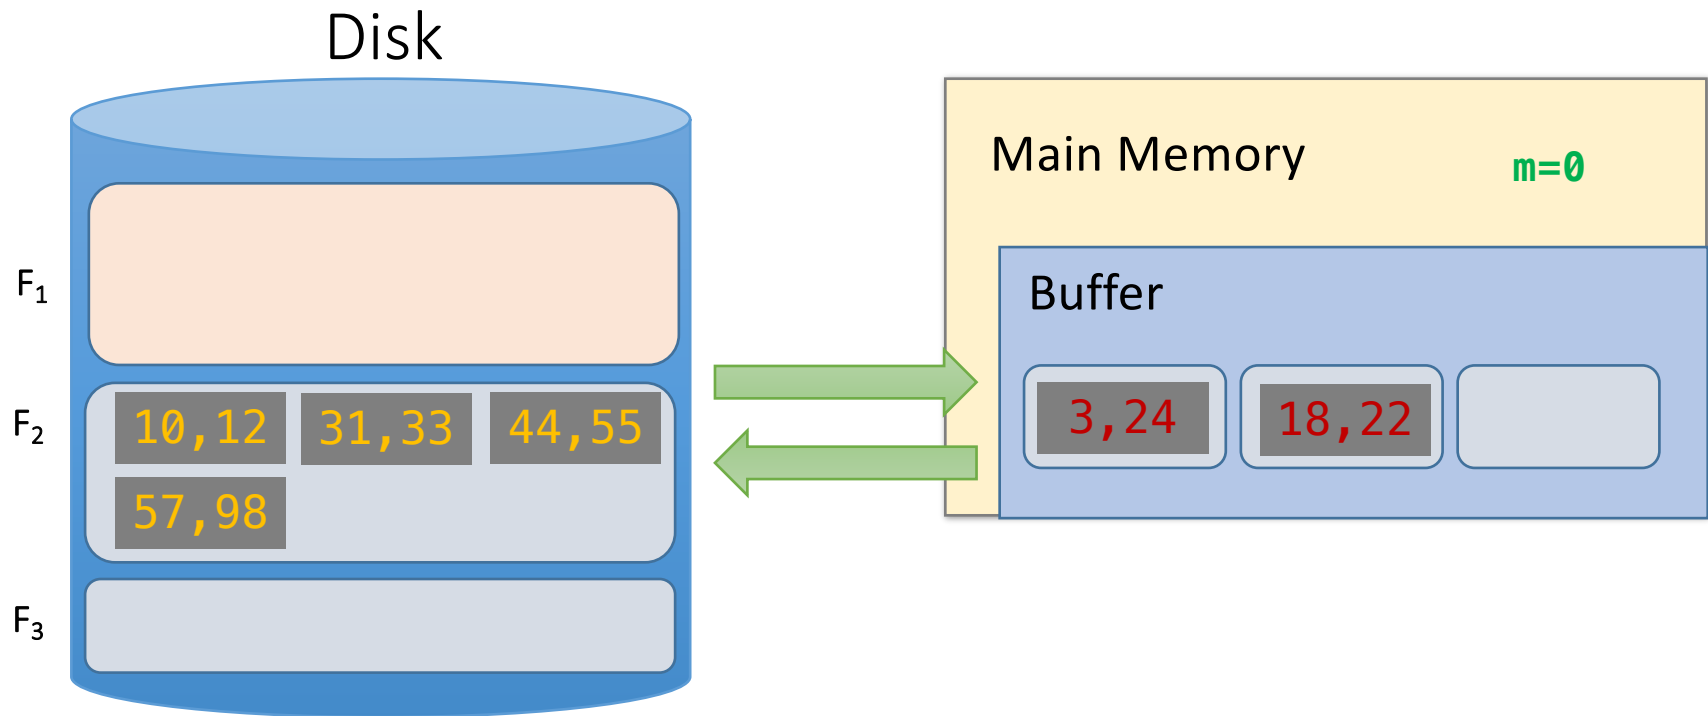 Disk
Main Memory
m=0
Buffer
F₁
3,24
18,22
F₂
10,12
31,33
44,55
57,98
F₃